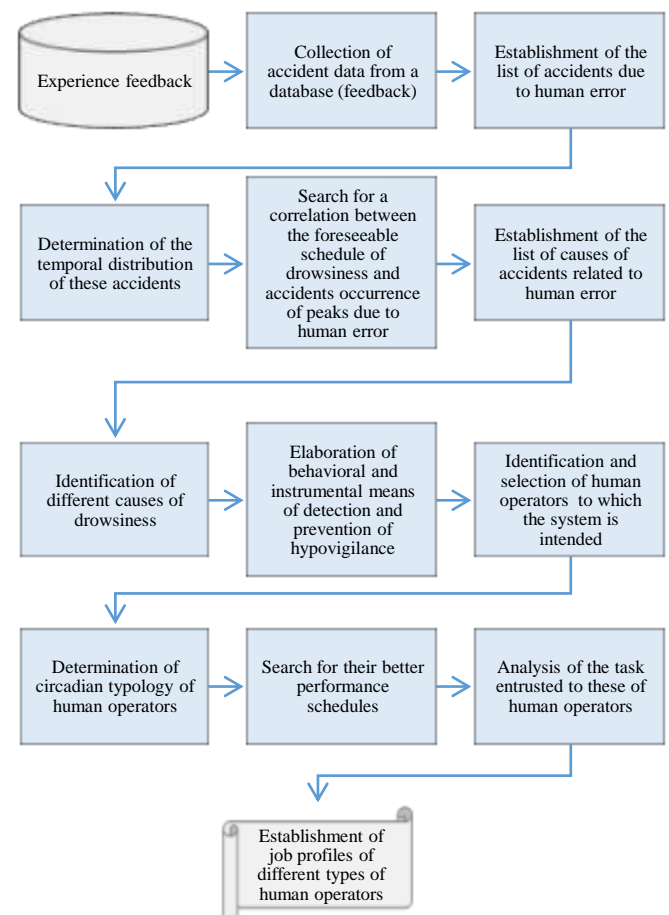 Experience feedback
Collection of
accident data from a
database (feedback)
Establishment of the
list of accidents due
to human error
Determination of the
temporal distribution
of these accidents
Search for a
correlation between
the foreseeable
schedule of
drowsiness and
accidents occurrence
of peaks due to
human error
Establishment of the
list of causes of
accidents related to
human error
Identification of
different causes of
drowsiness
Elaboration of
behavioral and
instrumental means
of detection and
prevention of
hypovigilance
Identification and
selection of human
operators to which
the system is
intended
Determination of
circadian typology of
human operators
Search for their better
performance
schedules
Analysis of the task
entrusted to these of
human operators
Establishment of
job profiles of
different types of
human operators